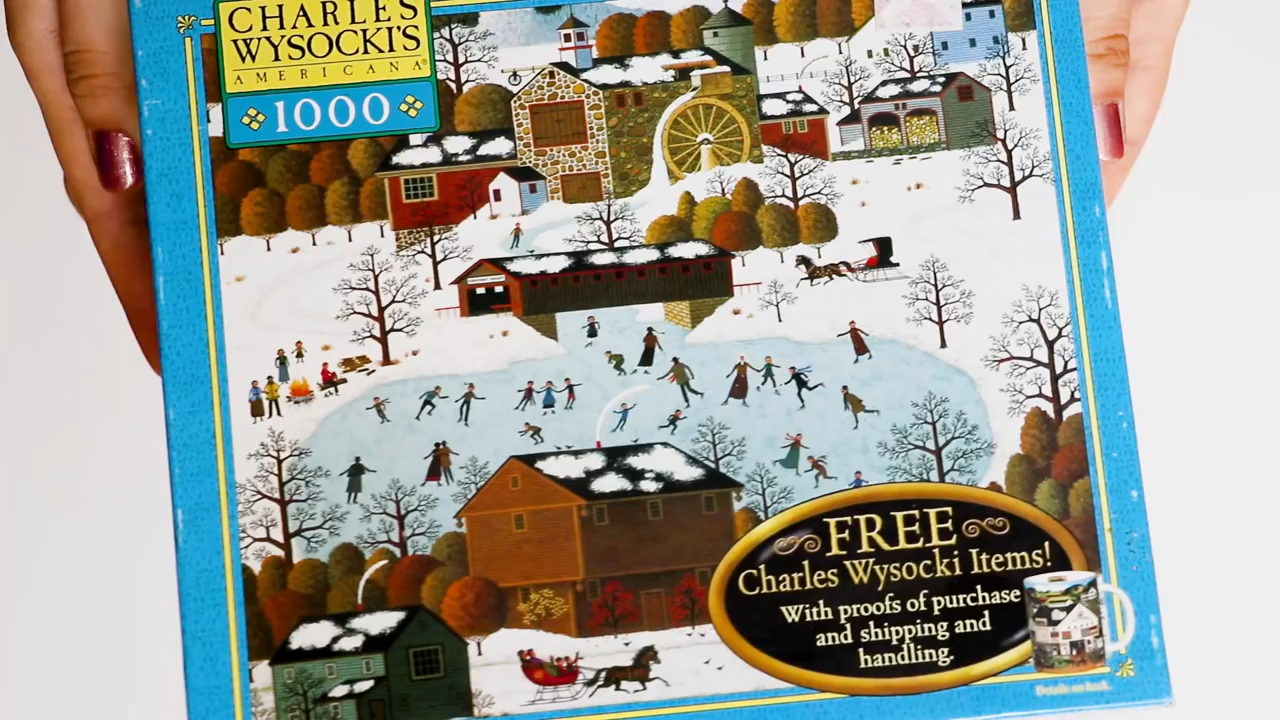 CHARLES
WYSOCKI'S
AMERICANA®
1000
FREE
Charles Wysocki Items!
With proofs of purchase
and shipping and
handling.
Details on back.